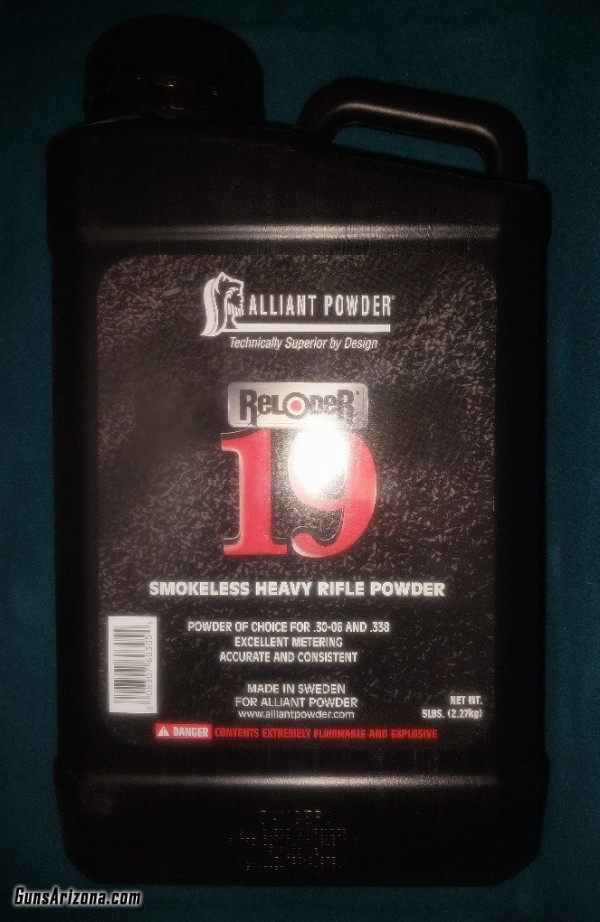 ALLIANT POWDER®
Technically Superior by Design
ReLODeR®
19
SMOKELESS HEAVY RIFLE POWDER
POWDER OF CHOICE FOR .30-06 AND .338
EXCELLENT METERING
ACCURATE AND CONSISTENT
MADE IN SWEDEN
FOR ALLIANT POWDER
www.alliantpowder.com
NET WT.
5LBS. (2.27kg)
DANGER CONTENTS EXTREMELY FLAMMABLE AND EXPLOSIVE
DANGER
GunsArizona.com